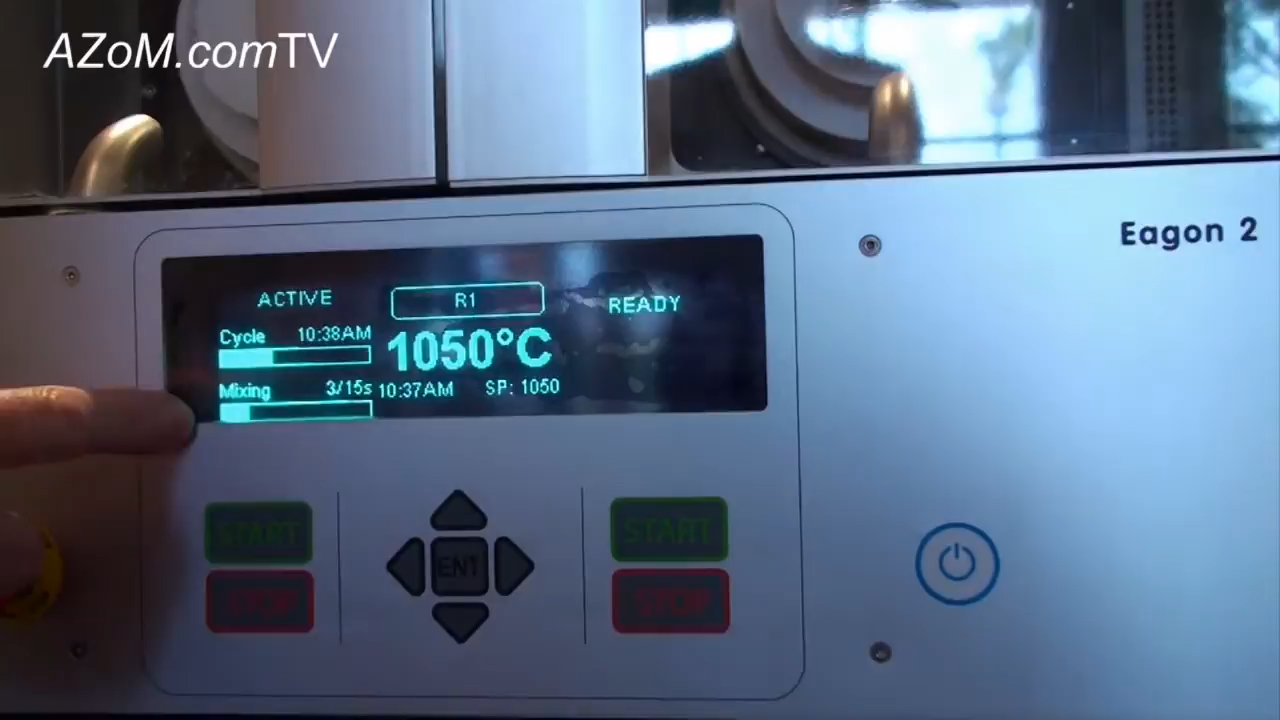 AZoM.comTV
Eagon 2
ACTIVE R1 READY
Cycle 10:38AM 1050°C
Mixing 3/15s 10:37AM SP: 1050
START START
ENT
STOP STOP